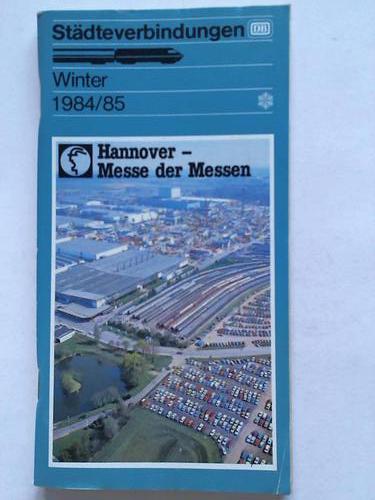 Städteverbindungen DB
Winter
1984/85
Hannover –
Messe der Messen